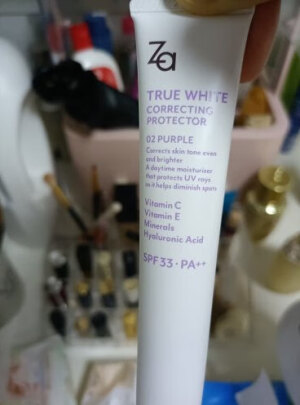 Za
TRUE WHITE
CORRECTING
PROTECTOR
02 PURPLE
Corrects skin tone even
and brighter
A daytime moisturizer
that protects UV rays
as it helps diminish spots
Vitamin C
Vitamin E
Minerals
Hyaluronic Acid
SPF33 · PA++